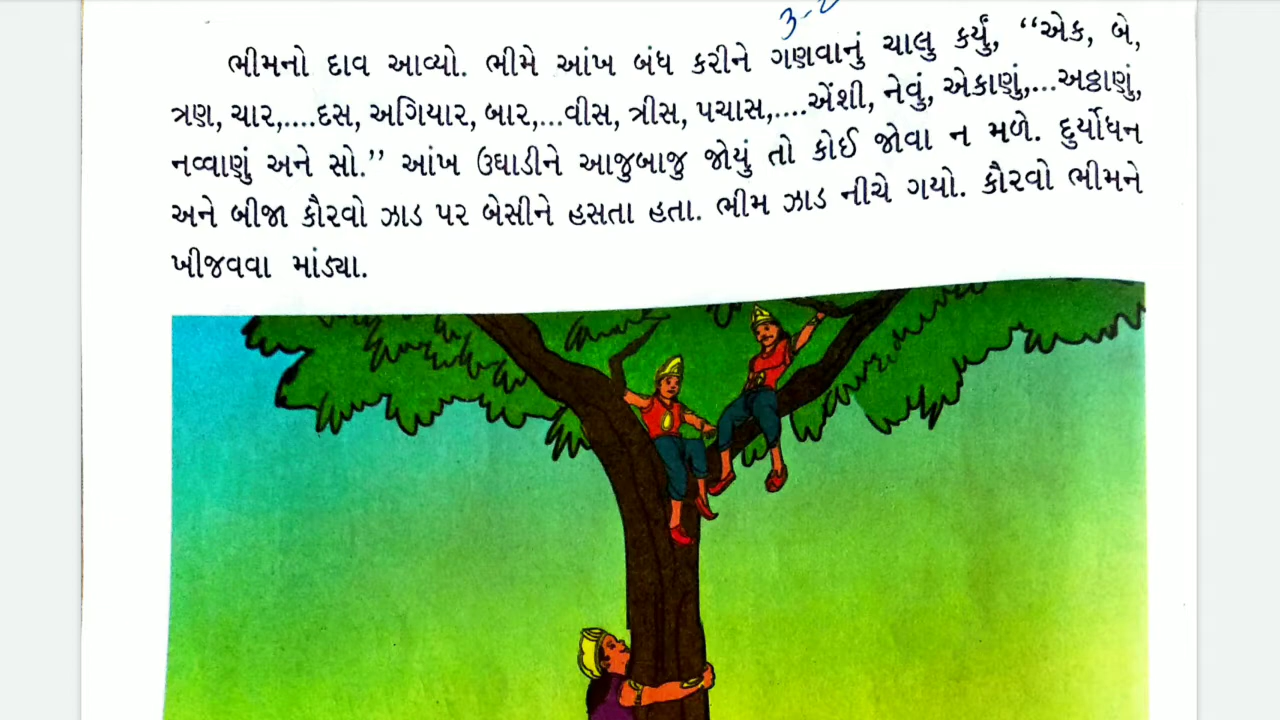 ૩-
ભીમનો દાવ આવ્યો. ભીમે આંખ બંધ કરીને ગણવાનું ચાલુ કર્યું, “એક, બે,
ત્રણ, ચાર,....દસ, અગિયાર, બાર,...વીસ, ત્રીસ, પચાસ,....એંશી, નેવું, એકાણું,...અઠ્ઠાણું,
નવ્વાણું અને સો.” આંખ ઉઘાડીને આજુબાજુ જોયું તો કોઈ જોવા ન મળે. દુર્યોધન
અને બીજા કૌરવો ઝાડ પર બેસીને હસતા હતા. ભીમ ઝાડ નીચે ગયો. કૌરવો ભીમને
ખીજવવા માંડ્યા.